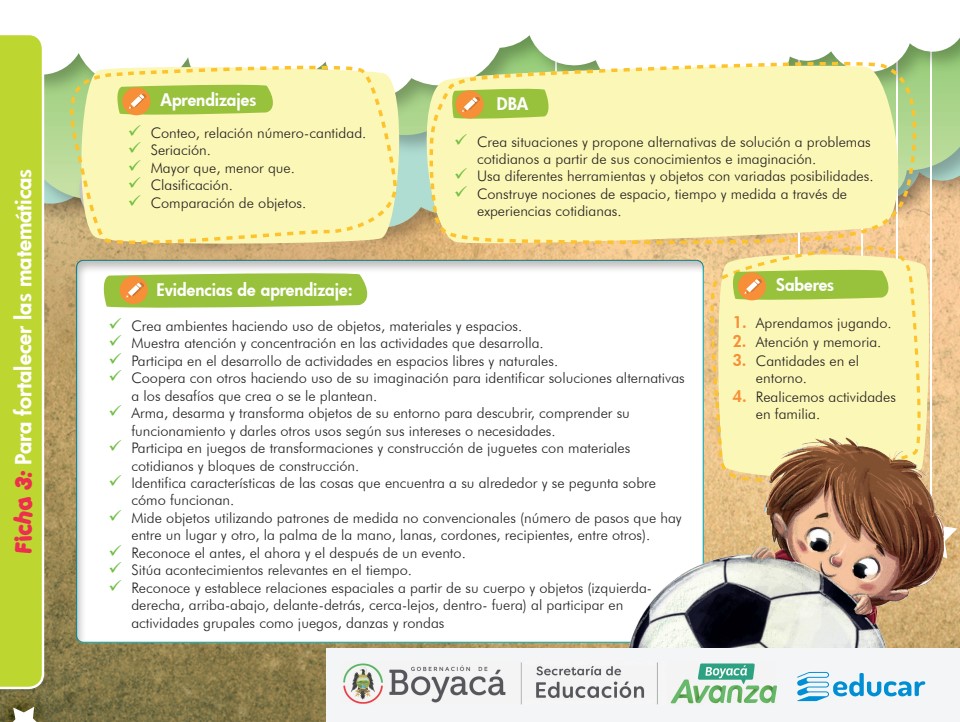 Ficha 3: Para fortalecer las matemáticas
Aprendizajes
Conteo, relación número-cantidad.
Seriación.
Mayor que, menor que.
Clasificación.
Comparación de objetos.
DBA
Crea situaciones y propone alternativas de solución a problemas
cotidianos a partir de sus conocimientos e imaginación.
Usa diferentes herramientas y objetos con variadas posibilidades.
Construye nociones de espacio, tiempo y medida a través de
experiencias cotidianas.
Evidencias de aprendizaje:
Crea ambientes haciendo uso de objetos, materiales y espacios.
Muestra atención y concentración en las actividades que desarrolla.
Participa en el desarrollo de actividades en espacios libres y naturales.
Coopera con otros haciendo uso de su imaginación para identificar soluciones alternativas
a los desafíos que crea o se le plantean.
Arma, desarma y transforma objetos de su entorno para descubrir, comprender su
funcionamiento y darles otros usos según sus intereses o necesidades.
Participa en juegos de transformaciones y construcción de juguetes con materiales
cotidianos y bloques de construcción.
Identifica características de las cosas que encuentra a su alrededor y se pegunta sobre
cómo funcionan.
Mide objetos utilizando patrones de medida no convencionales (número de pasos que hay
entre un lugar y otro, la palma de la mano, lanas, cordones, recipientes, entre otros).
Reconoce el antes, el ahora y el después de un evento.
Sitúa acontecimientos relevantes en el tiempo.
Reconoce y establece relaciones espaciales a partir de su cuerpo y objetos (izquierda-
derecha, arriba-abajo, delante-detrás, cerca-lejos, dentro- fuera) al participar en
actividades grupales como juegos, danzas y rondas
Saberes
1. Aprendamos jugando.
2. Atención y memoria.
3. Cantidades en el
entorno.
4. Realicemos actividades
en familia.
GOBERNACIÓN DE
Boyacá
Secretaría de
Educación
Boyacá
Avanza
educar